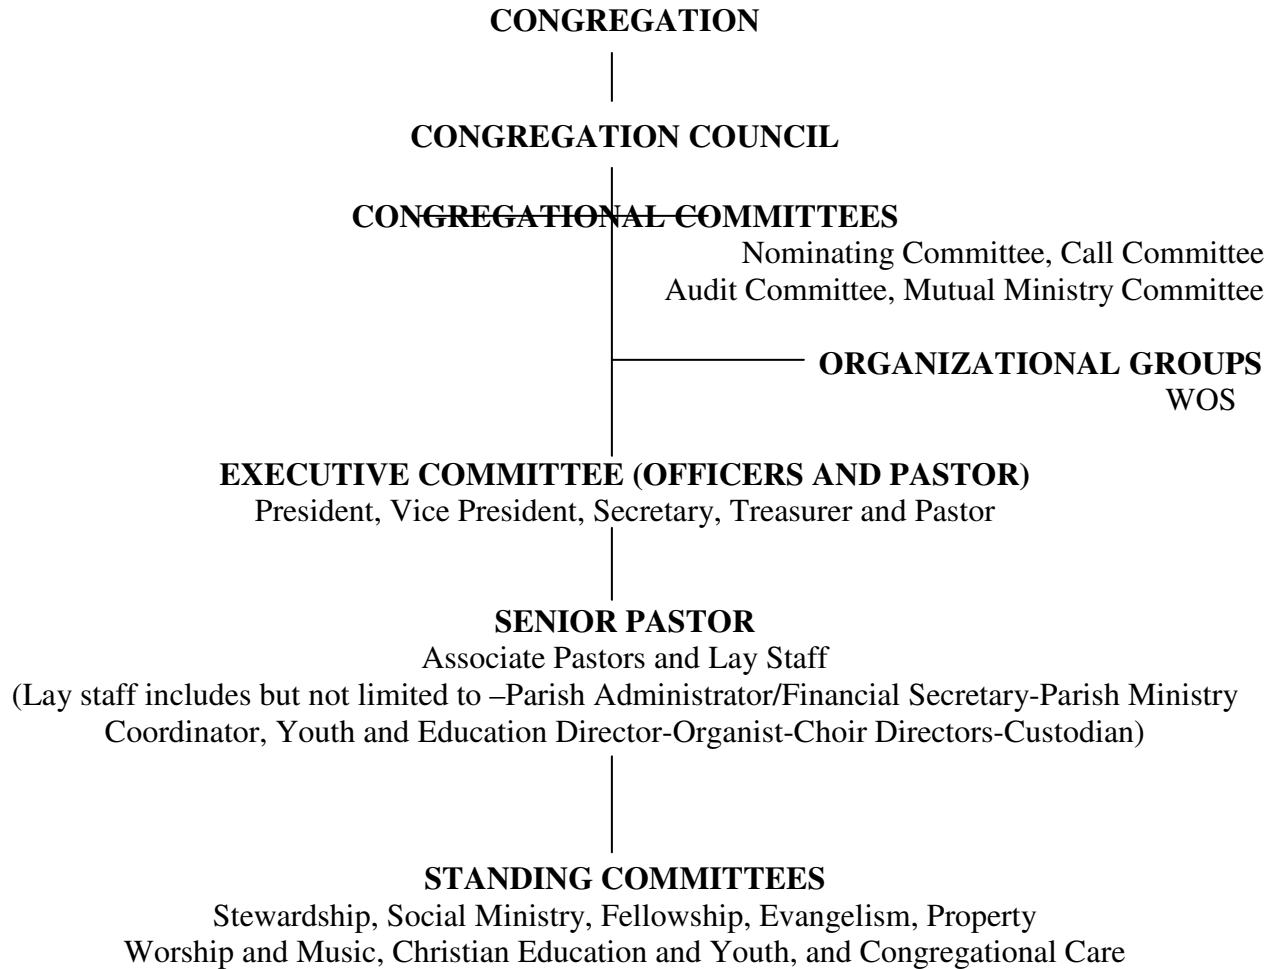 CONGREGATION
CONGREGATION COUNCIL
CONGREGATIONAL COMMITTEES
Nominating Committee, Call Committee
Audit Committee, Mutual Ministry Committee
ORGANIZATIONAL GROUPS
WOS
EXECUTIVE COMMITTEE (OFFICERS AND PASTOR)
President, Vice President, Secretary, Treasurer and Pastor
SENIOR PASTOR
Associate Pastors and Lay Staff
(Lay staff includes but not limited to –Parish Administrator/Financial Secretary-Parish Ministry
Coordinator, Youth and Education Director-Organist-Choir Directors-Custodian)
STANDING COMMITTEES
Stewardship, Social Ministry, Fellowship, Evangelism, Property
Worship and Music, Christian Education and Youth, and Congregational Care